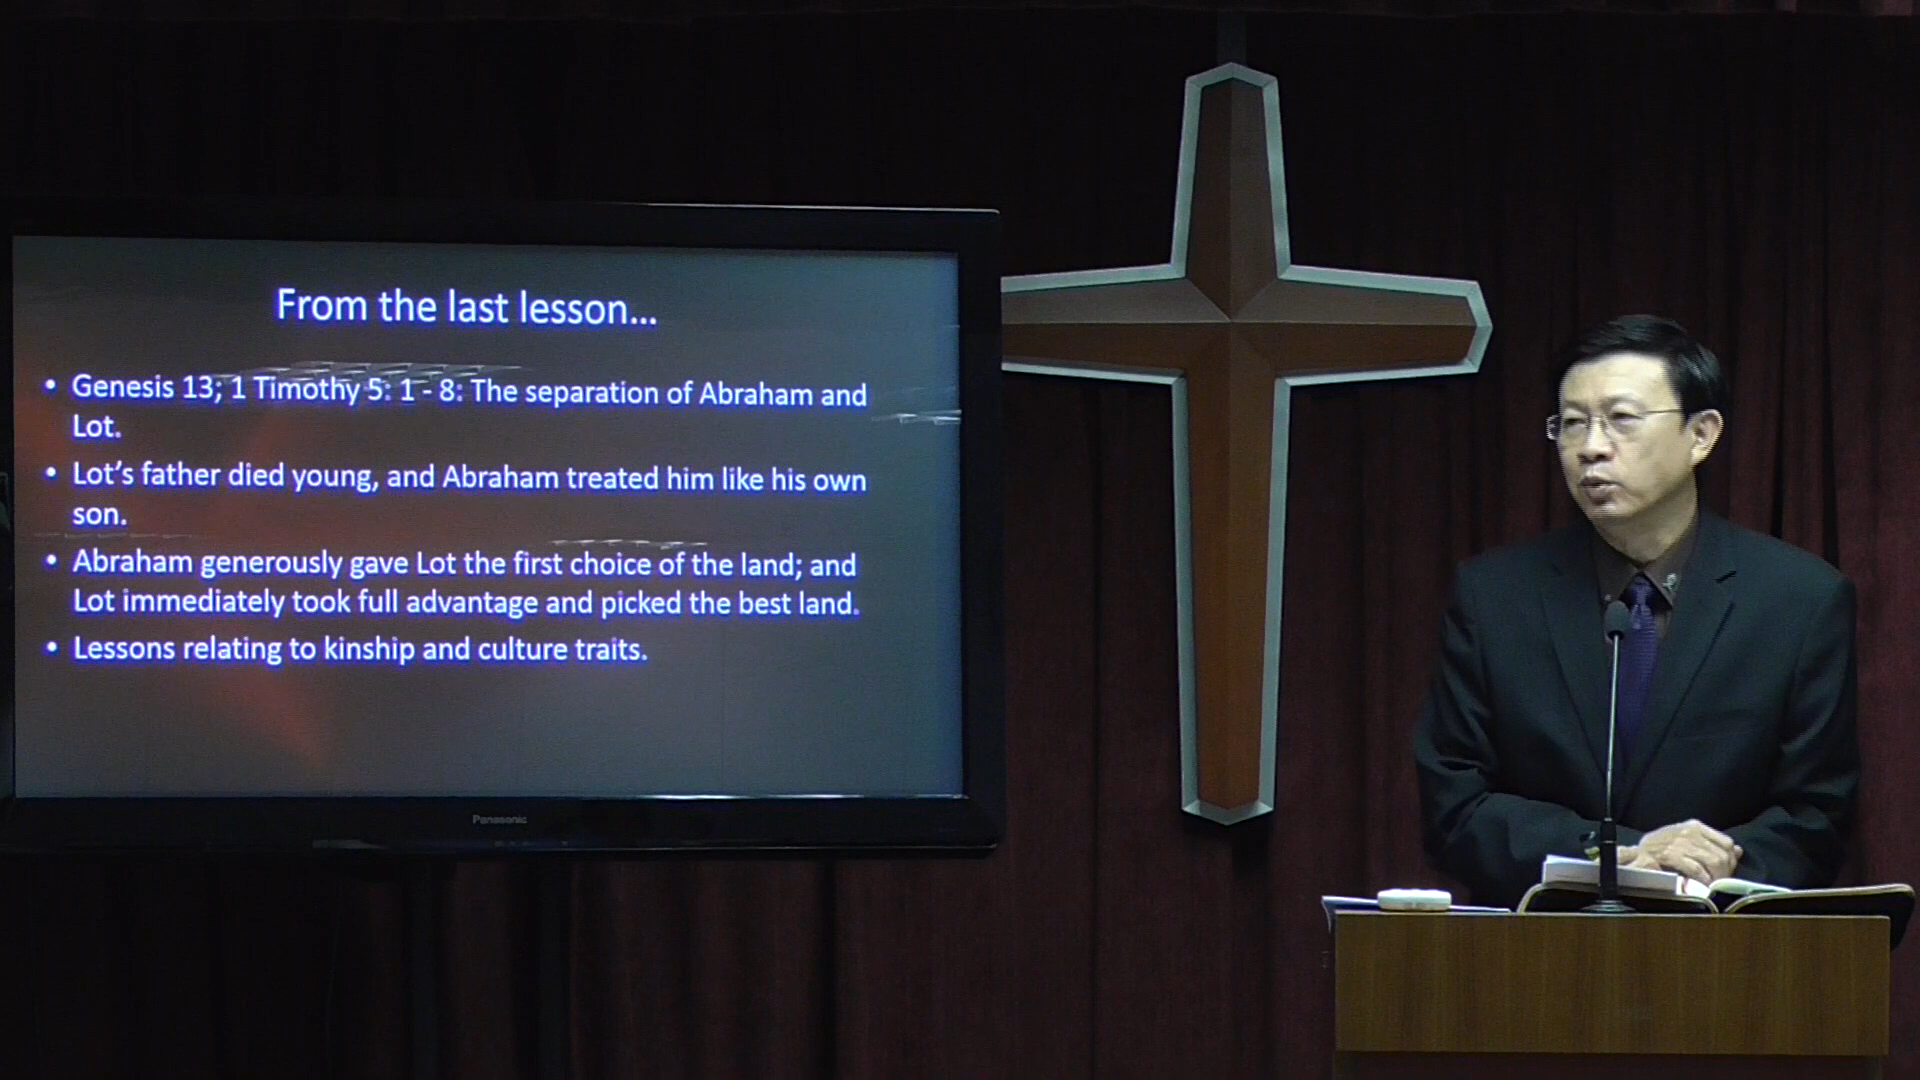 From the last lesson...
• Genesis 13; 1 Timothy 5: 1 - 8: The separation of Abraham and
Lot.
• Lot's father died young, and Abraham treated him like his own
son.
• Abraham generously gave Lot the first choice of the land; and
Lot immediately took full advantage and picked the best land.
• Lessons relating to kinship and culture traits.
Panasonic